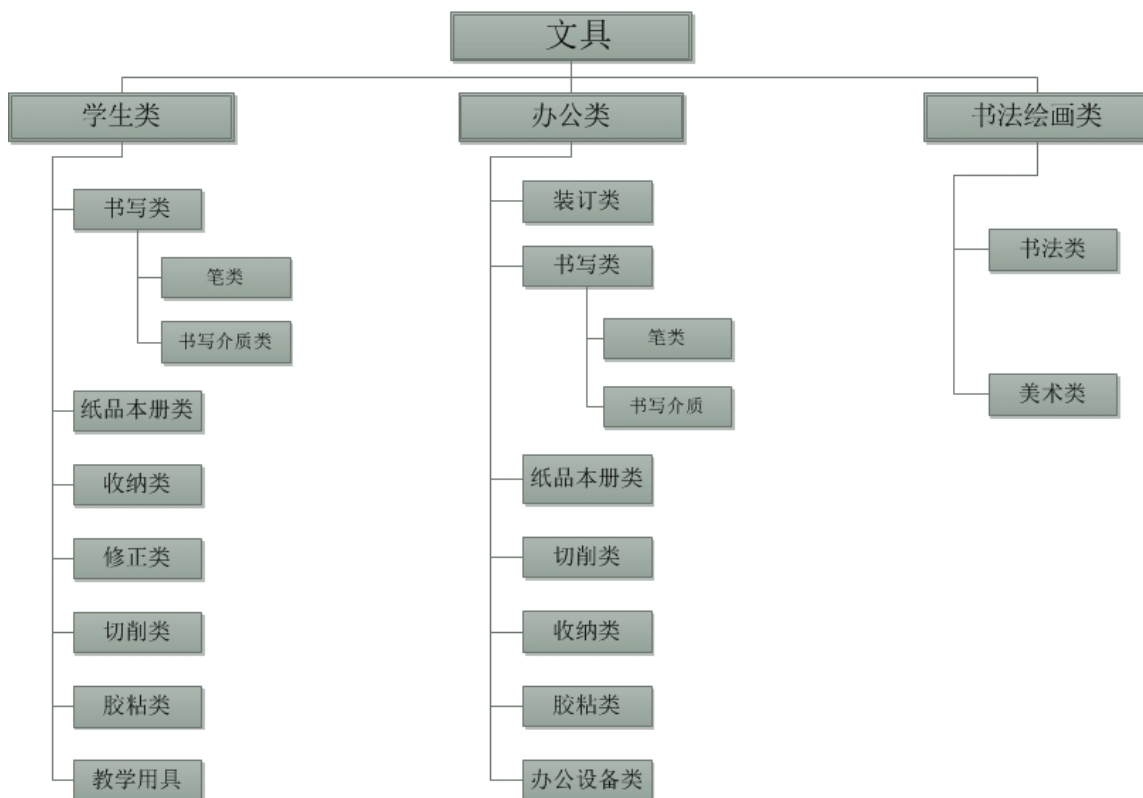 文具
学生类
办公类
书法绘画类
书写类
笔类
书写介质类
纸品本册类
收纳类
修正类
切削类
胶粘类
教学用具
装订类
书写类
笔类
书写介质
纸品本册类
切削类
收纳类
胶粘类
办公设备类
书法类
美术类